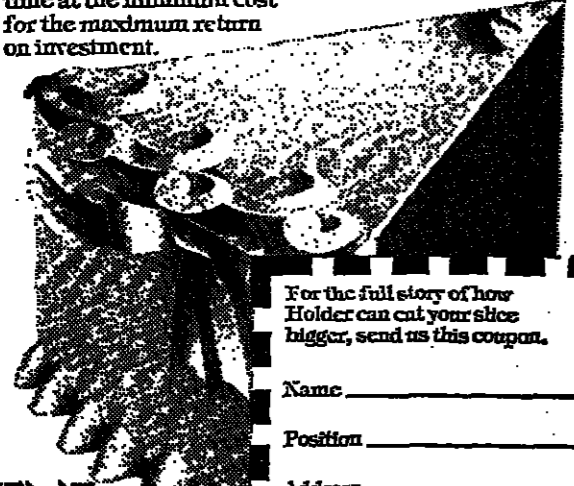 time at the minimum cost
for the maximum return
on investment.
For the full story of how
Holder can cut your slice
bigger, send us this coupon.
Name
Position
Address